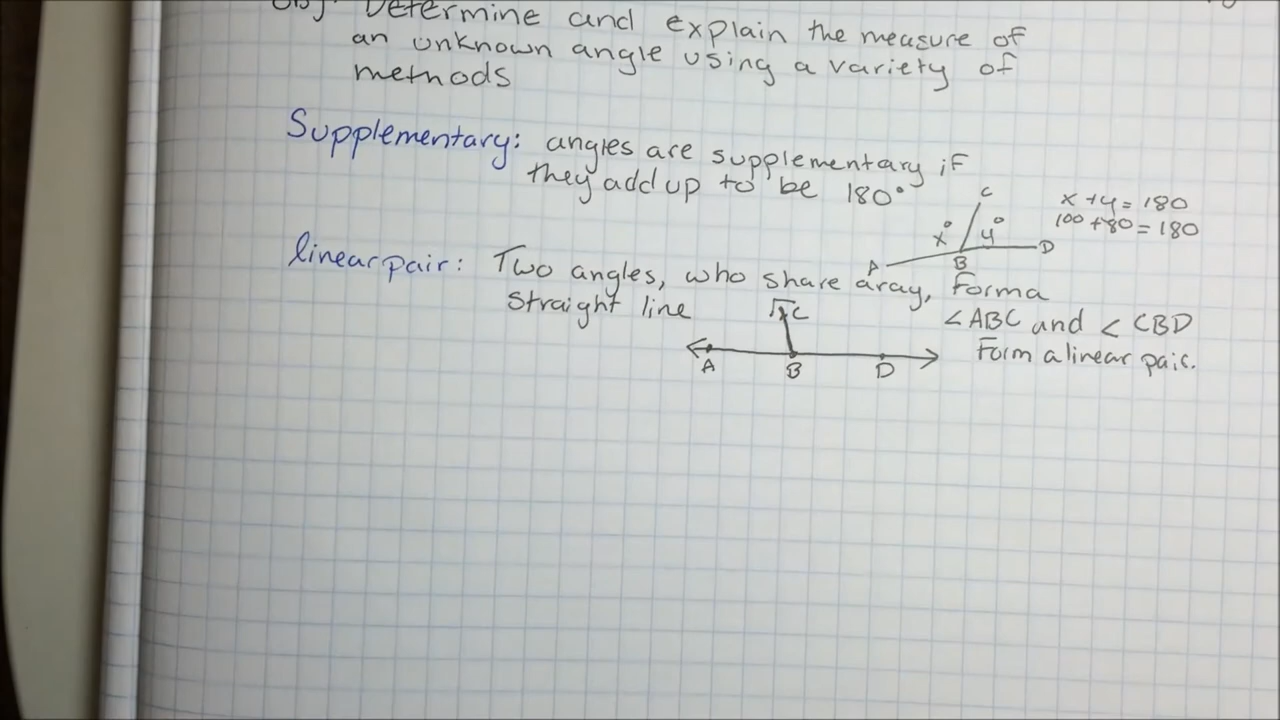 Obj: Determine and explain the measure of
an unknown angle using a variety of
methods
Supplementary: angles are supplementary if
they add up to be 180°
C
x + y = 180
100 + 80 = 180
x° y°
A B D
linear pair: Two angles, who share a ray, form a
straight line
C
∠ABC and ∠CBD
form a linear pair.
A B D